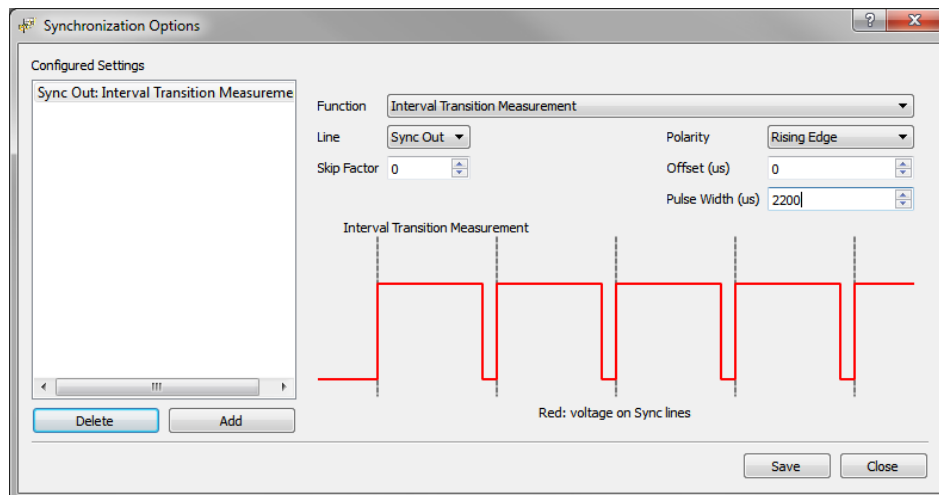 Synchronization Options
Configured Settings
Sync Out: Interval Transition Measureme
Function Interval Transition Measurement
Line Sync Out Polarity Rising Edge
Skip Factor 0 Offset (us) 0
Pulse Width (us) 2200
Interval Transition Measurement
Red: voltage on Sync lines
Delete Add
Save Close